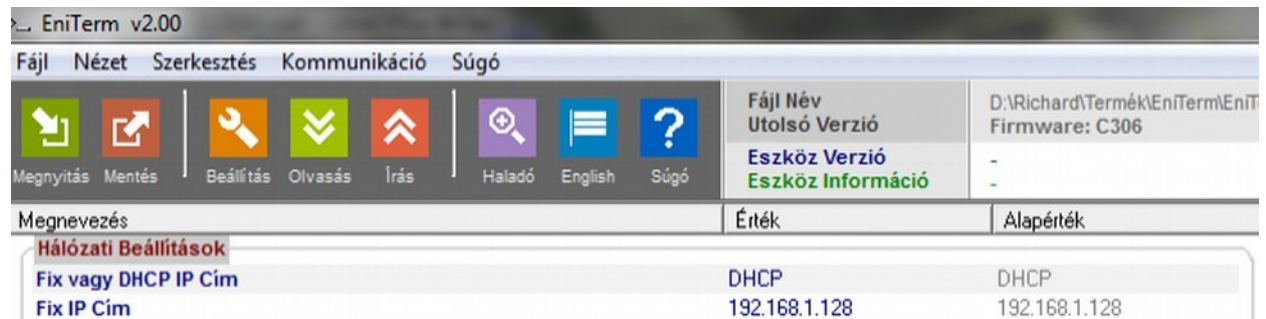 EniTerm v2.00
Fájl Nézet Szerkesztés Kommunikáció Súgó
Megnyitás Mentés Beállítás Olvasás Írás Haladó English Súgó
Fájl Név D:\Richard\Termék\EniTerm\EniT
Utolsó Verzió Firmware: C306
Eszköz Verzió -
Eszköz Információ -
Megnevezés Érték Alapérték
Hálózati Beállítások
Fix vagy DHCP IP Cím DHCP DHCP
Fix IP Cím 192.168.1.128 192.168.1.128